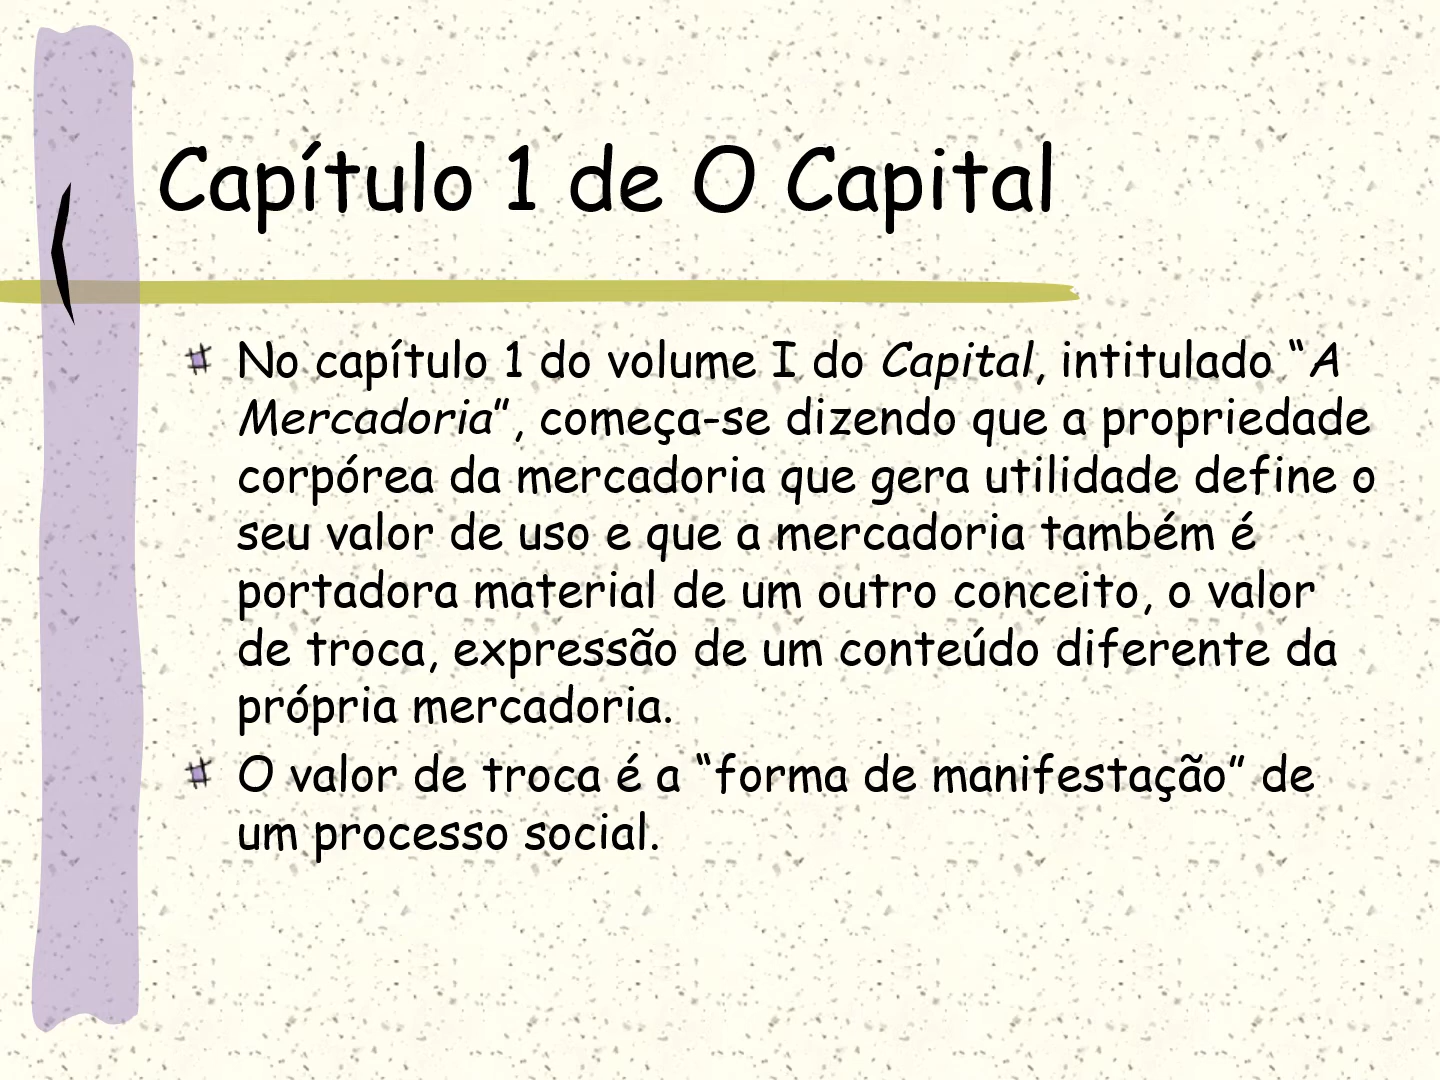 Capítulo 1 de O Capital
No capítulo 1 do volume I do Capital, intitulado “A
Mercadoria”, começa-se dizendo que a propriedade
corpórea da mercadoria que gera utilidade define o
seu valor de uso e que a mercadoria também é
portadora material de um outro conceito, o valor
de troca, expressão de um conteúdo diferente da
própria mercadoria.
O valor de troca é a “forma de manifestação” de
um processo social.